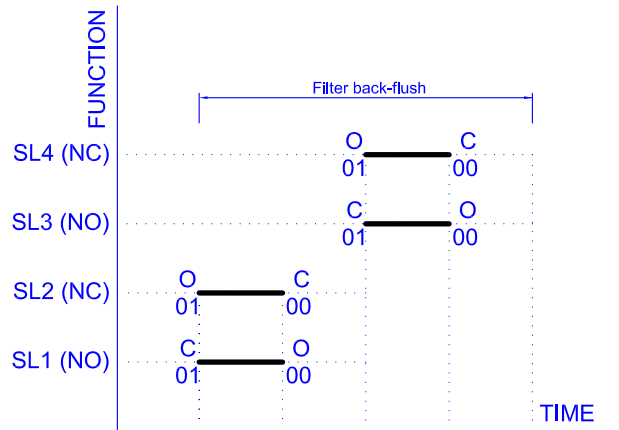 FUNCTION
Filter back-flush
SL4 (NC)
O
C
01
00
SL3 (NO)
C
O
01
00
SL2 (NC)
O
C
01
00
SL1 (NO)
C
O
01
00
TIME